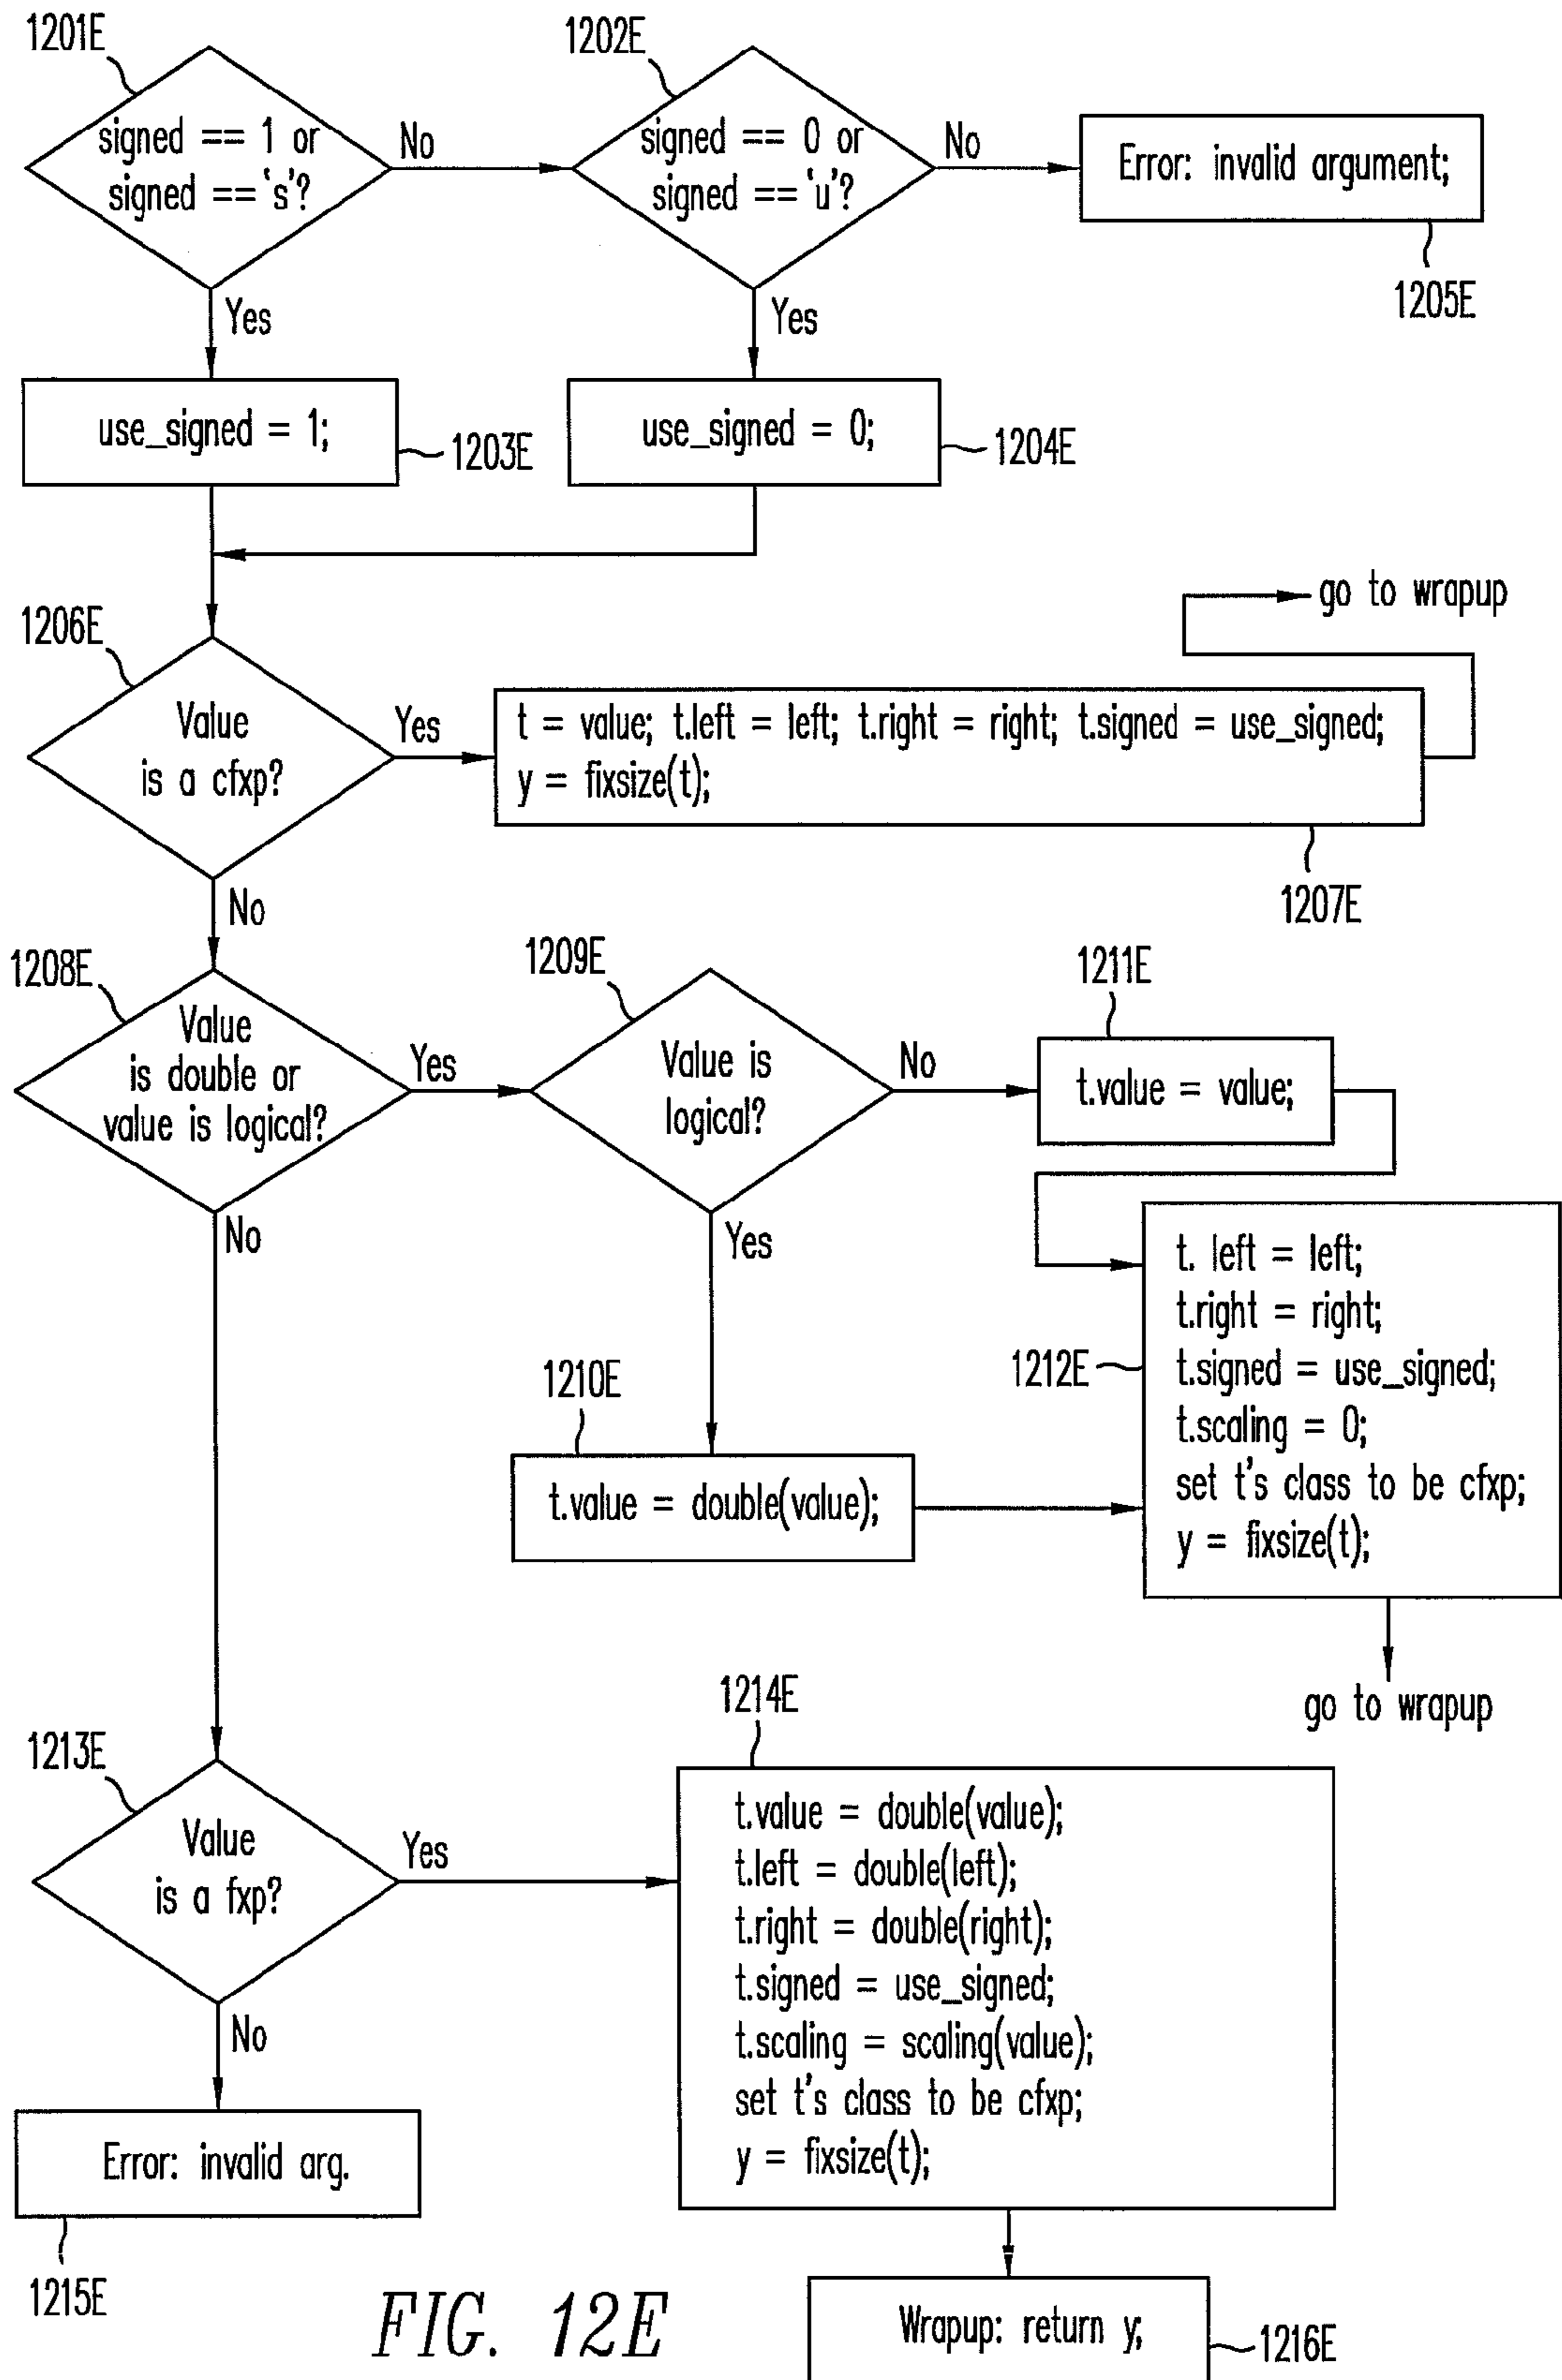 1201E
1202E
signed == 1 or
signed == 's'?
No
signed == 0 or
signed == 'u'?
No
Error: invalid argument;
1205E
Yes
Yes
use_signed = 1;
1203E
use_signed = 0;
1204E
go to wrapup
1206E
Value
is a cfxp?
Yes
t = value; t.left = left; t.right = right; t.signed = use_signed;
y = fixsize(t);
1207E
No
1208E
Value
is double or
value is logical?
Yes
1209E
Value is
logical?
No
1211E
t.value = value;
No
Yes
1210E
t.value = double(value);
1212E
t. left = left;
t.right = right;
t.signed = use_signed;
t.scaling = 0;
set t's class to be cfxp;
y = fixsize(t);
go to wrapup
1213E
Value
is a fxp?
Yes
1214E
t.value = double(value);
t.left = double(left);
t.right = double(right);
t.signed = use_signed;
t.scaling = scaling(value);
set t's class to be cfxp;
y = fixsize(t);
No
Error: invalid arg.
1215E
Wrapup: return y;
1216E
FIG. 12E